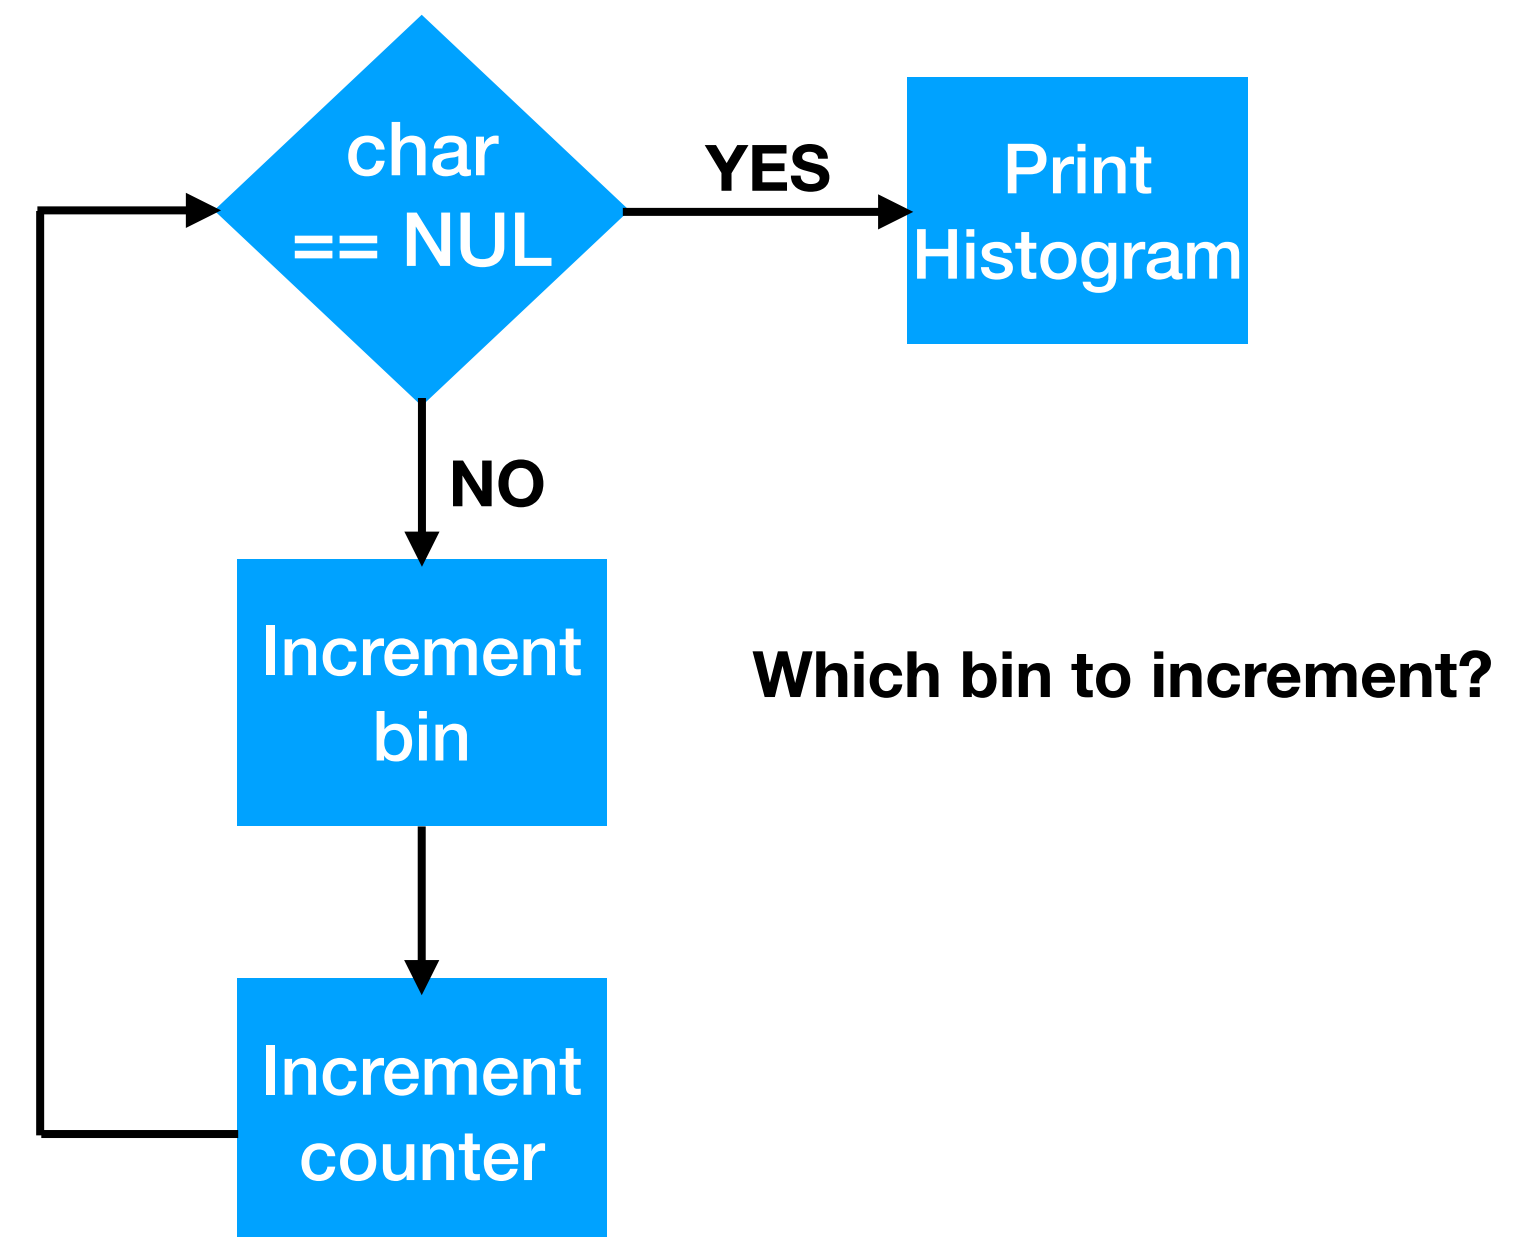 char
== NUL
YES
Print
Histogram
NO
Increment
bin
Which bin to increment?
Increment
counter